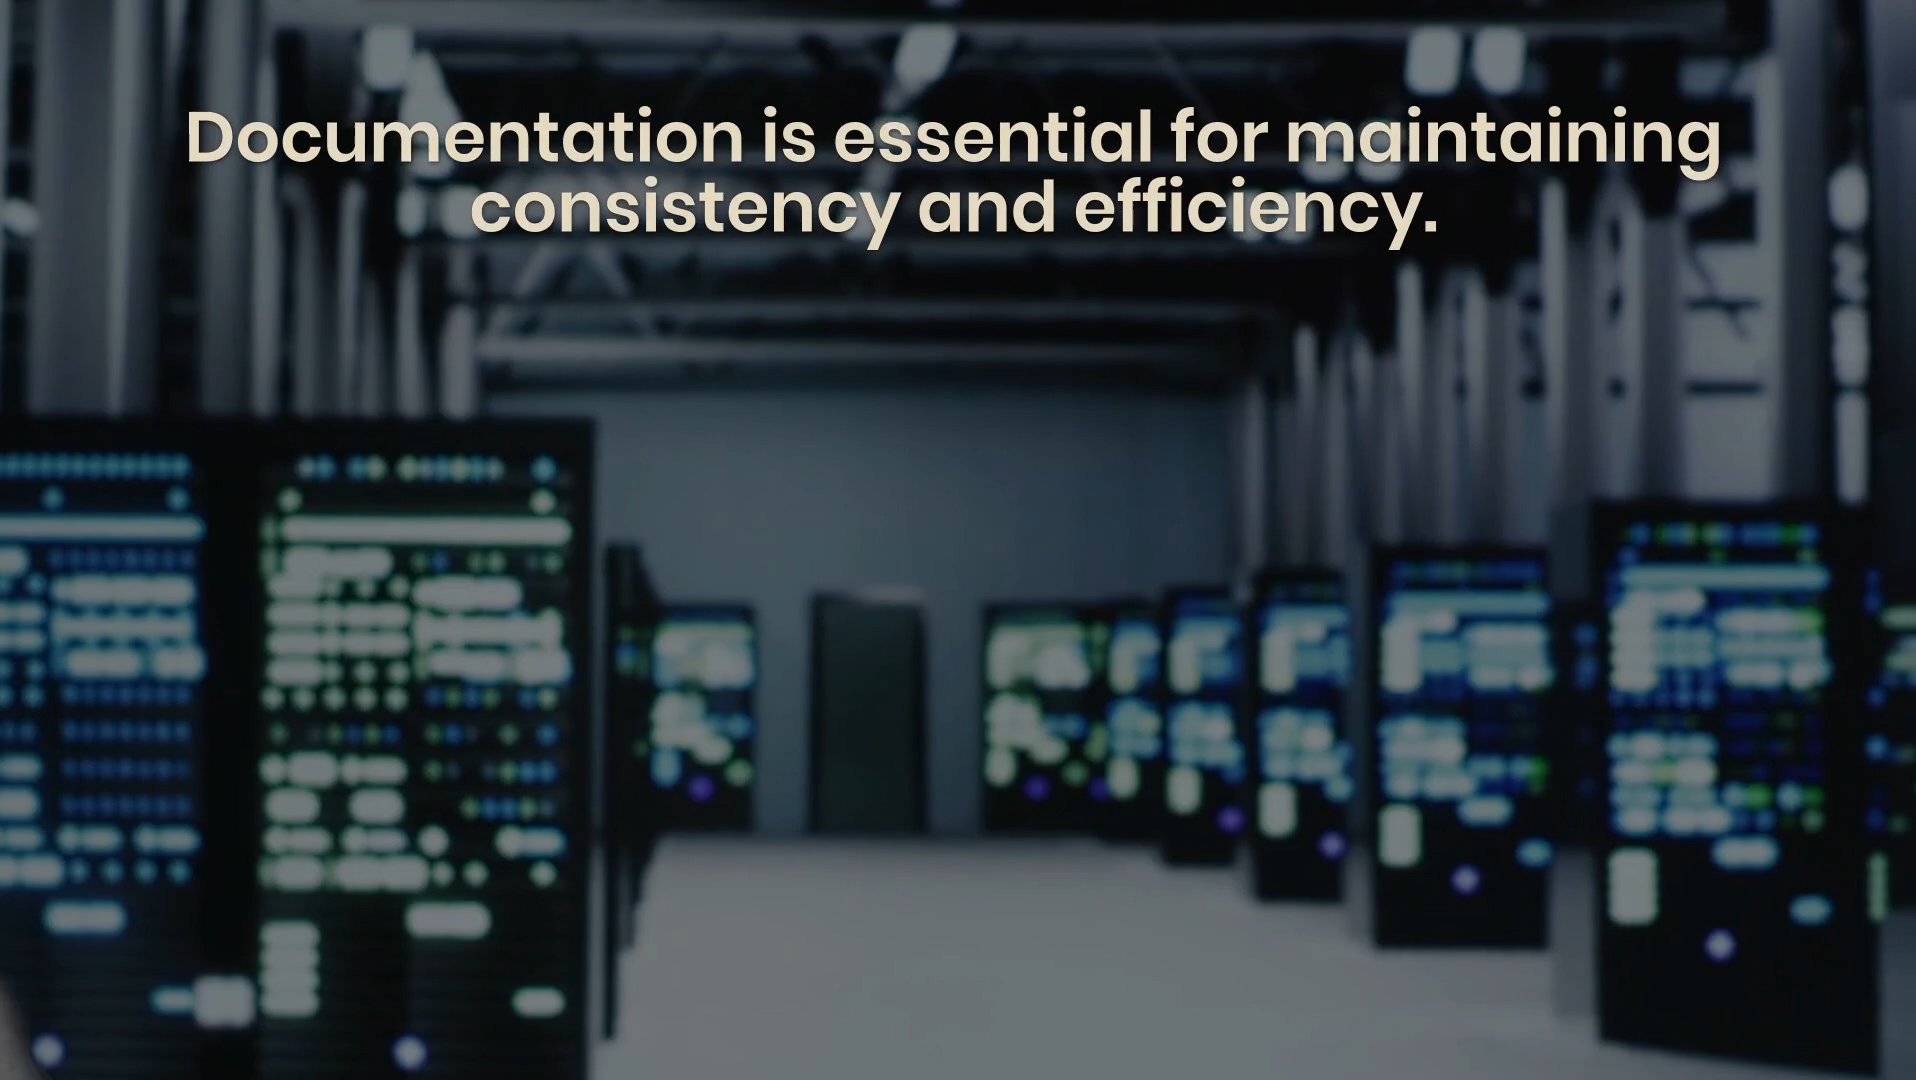 Documentation is essential for maintaining
consistency and efficiency.